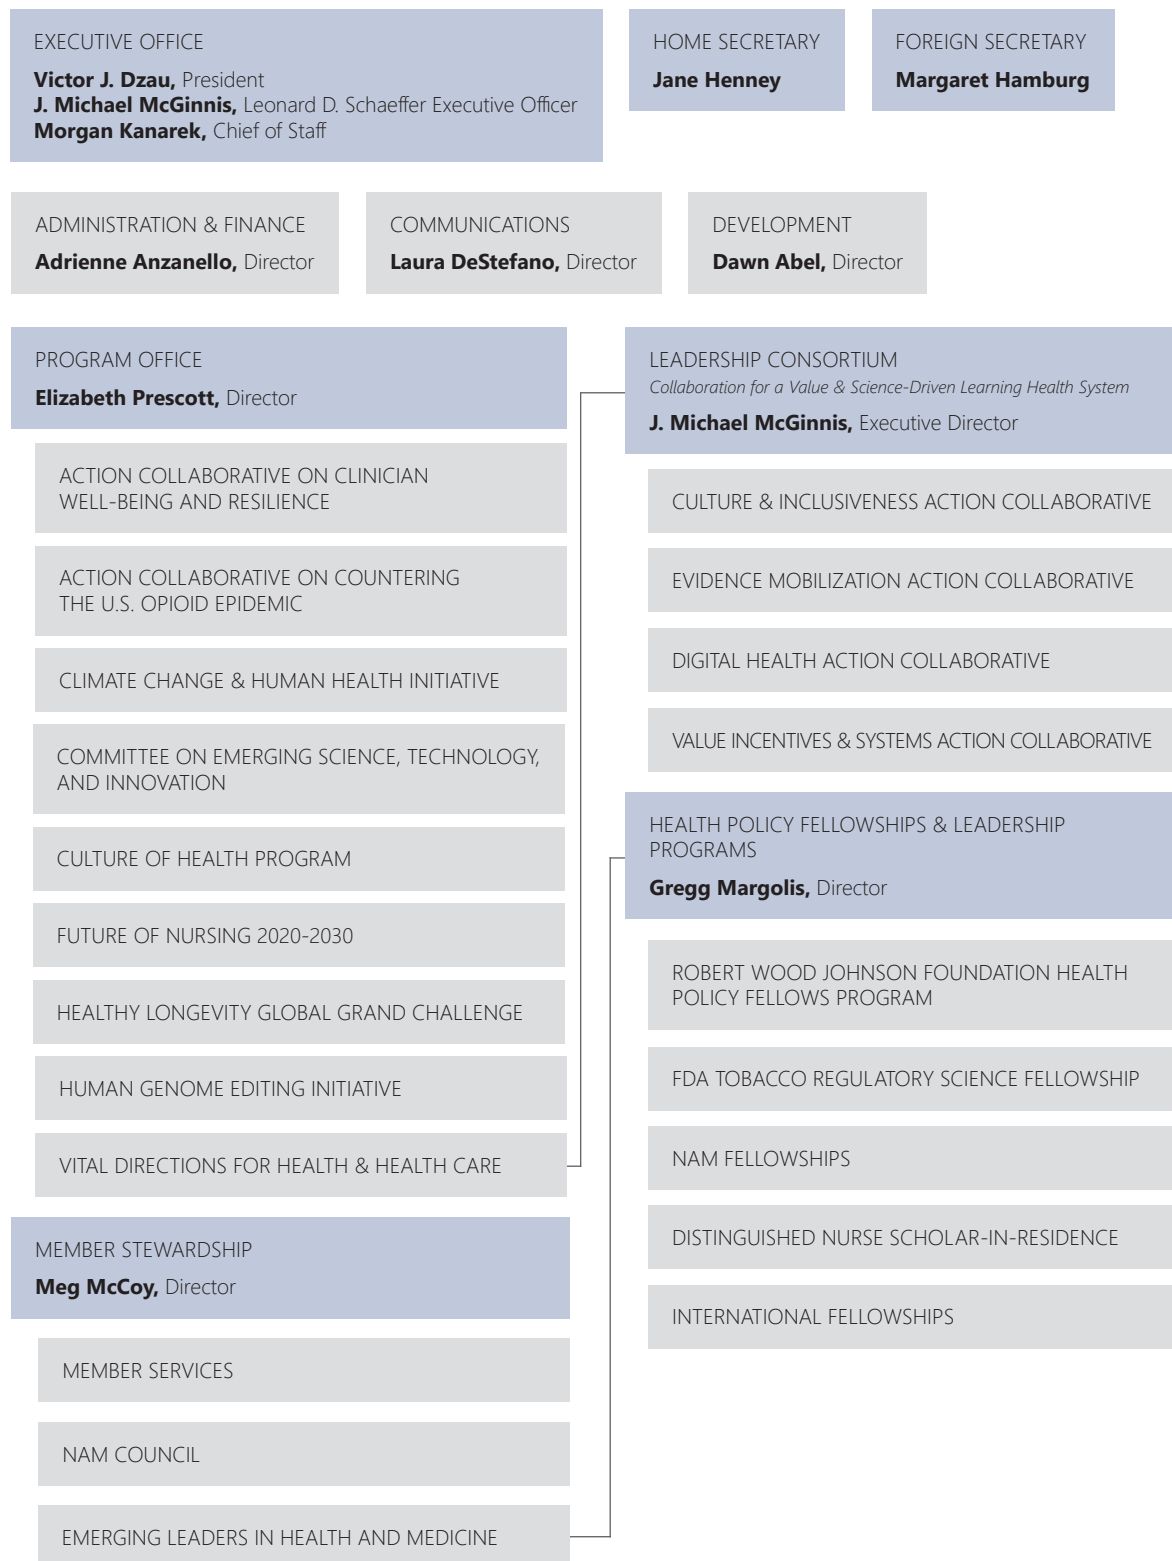 EXECUTIVE OFFICE
Victor J. Dzau, President
J. Michael McGinnis, Leonard D. Schaeffer Executive Officer
Morgan Kanarek, Chief of Staff
HOME SECRETARY
Jane Henney
FOREIGN SECRETARY
Margaret Hamburg
ADMINISTRATION & FINANCE
Adrienne Anzanello, Director
COMMUNICATIONS
Laura DeStefano, Director
DEVELOPMENT
Dawn Abel, Director
PROGRAM OFFICE
Elizabeth Prescott, Director
ACTION COLLABORATIVE ON CLINICIAN
WELL-BEING AND RESILIENCE
ACTION COLLABORATIVE ON COUNTERING
THE U.S. OPIOID EPIDEMIC
CLIMATE CHANGE & HUMAN HEALTH INITIATIVE
COMMITTEE ON EMERGING SCIENCE, TECHNOLOGY,
AND INNOVATION
CULTURE OF HEALTH PROGRAM
FUTURE OF NURSING 2020-2030
HEALTHY LONGEVITY GLOBAL GRAND CHALLENGE
HUMAN GENOME EDITING INITIATIVE
VITAL DIRECTIONS FOR HEALTH & HEALTH CARE
MEMBER STEWARDSHIP
Meg McCoy, Director
MEMBER SERVICES
NAM COUNCIL
EMERGING LEADERS IN HEALTH AND MEDICINE
LEADERSHIP CONSORTIUM
Collaboration for a Value & Science-Driven Learning Health System
J. Michael McGinnis, Executive Director
CULTURE & INCLUSIVENESS ACTION COLLABORATIVE
EVIDENCE MOBILIZATION ACTION COLLABORATIVE
DIGITAL HEALTH ACTION COLLABORATIVE
VALUE INCENTIVES & SYSTEMS ACTION COLLABORATIVE
HEALTH POLICY FELLOWSHIPS & LEADERSHIP
PROGRAMS
Gregg Margolis, Director
ROBERT WOOD JOHNSON FOUNDATION HEALTH
POLICY FELLOWS PROGRAM
FDA TOBACCO REGULATORY SCIENCE FELLOWSHIP
NAM FELLOWSHIPS
DISTINGUISHED NURSE SCHOLAR-IN-RESIDENCE
INTERNATIONAL FELLOWSHIPS